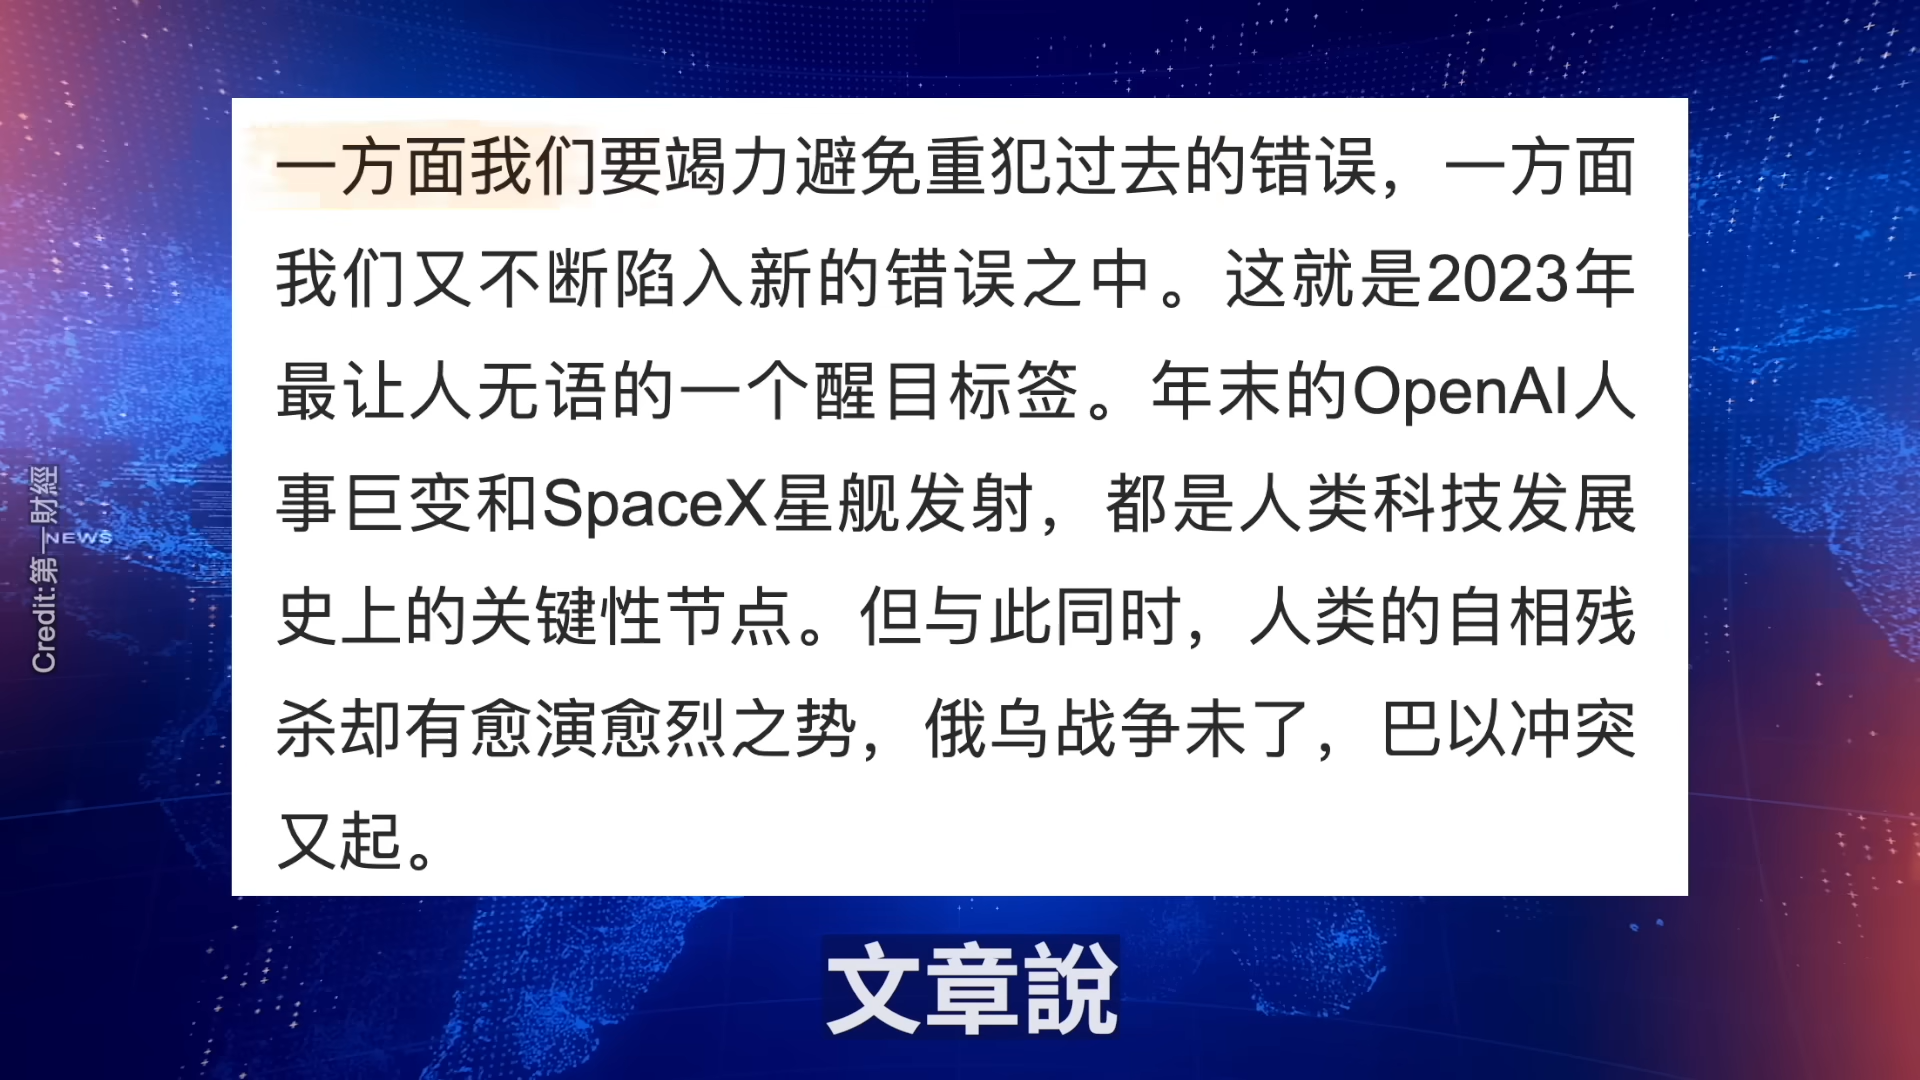 一方面我们要竭力避免重犯过去的错误，一方面
我们又不断陷入新的错误之中。这就是2023年
最让人无语的一个醒目标签。年末的OpenAI人
事巨变和SpaceX星舰发射，都是人类科技发展
史上的关键性节点。但与此同时，人类的自相残
杀却有愈演愈烈之势，俄乌战争未了，巴以冲突
又起。
Credit:第一財經
NEWS
文章說